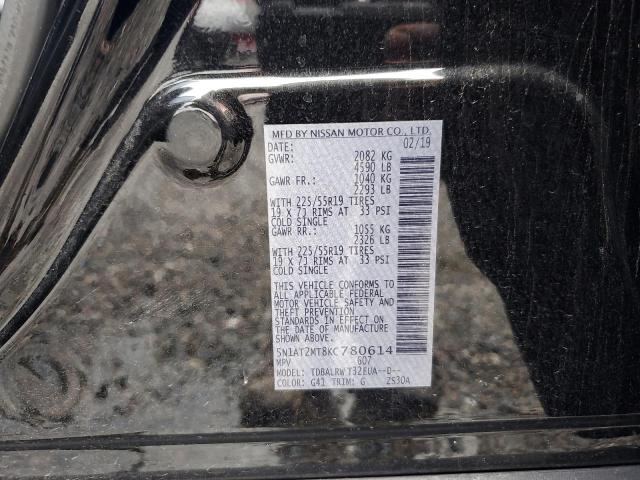 MFD BY NISSAN MOTOR CO., LTD.
DATE: 02/19
GVWR: 2082 KG
4590 LB
GAWR FR.: 1040 KG
2293 LB
WITH 225/55R19 TIRES
19 X 7J RIMS AT 33 PSI
COLD SINGLE
GAWR RR.: 1055 KG
2326 LB
WITH 225/55R19 TIRES
19 X 7J RIMS AT 33 PSI
COLD SINGLE
THIS VEHICLE CONFORMS TO
ALL APPLICABLE FEDERAL
MOTOR VEHICLE SAFETY AND
THEFT PREVENTION
STANDARDS IN EFFECT ON
THE DATE OF MANUFACTURE
SHOWN ABOVE.
5N1AT2MT8KC780614
MPV 607
MODEL: TDBALRW T32EUA--D--
COLOR: G41 TRIM: G ZS30A